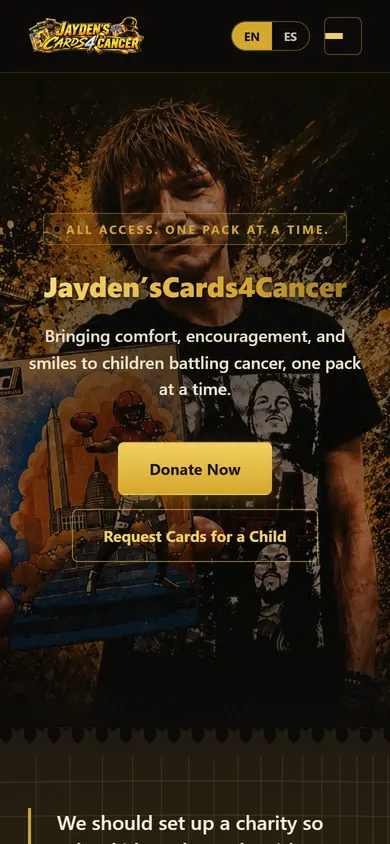 JAYDEN'S
CARDS4CANCER
EN
ES
ALL ACCESS. ONE PACK AT A TIME.
Jayden'sCards4Cancer
Bringing comfort, encouragement, and
smiles to children battling cancer, one pack
at a time.
Donate Now
Request Cards for a Child
We should set up a charity so